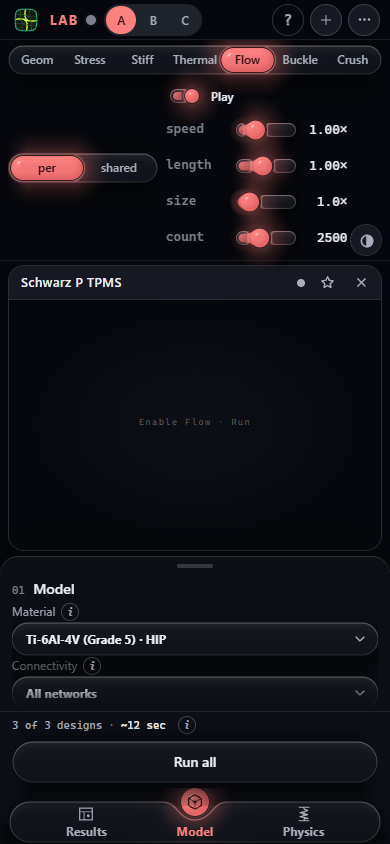 LAB A B C ?
Geom Stress Stiff Thermal Flow Buckle Crush
Play
speed 1.00×
per shared length 1.00×
size 1.0×
count 2500
Schwarz P TPMS
Enable Flow · Run
01 Model
Material i
Ti-6Al-4V (Grade 5) · HIP
Connectivity i
All networks
3 of 3 designs · ~12 sec i
Run all
Results Model Physics